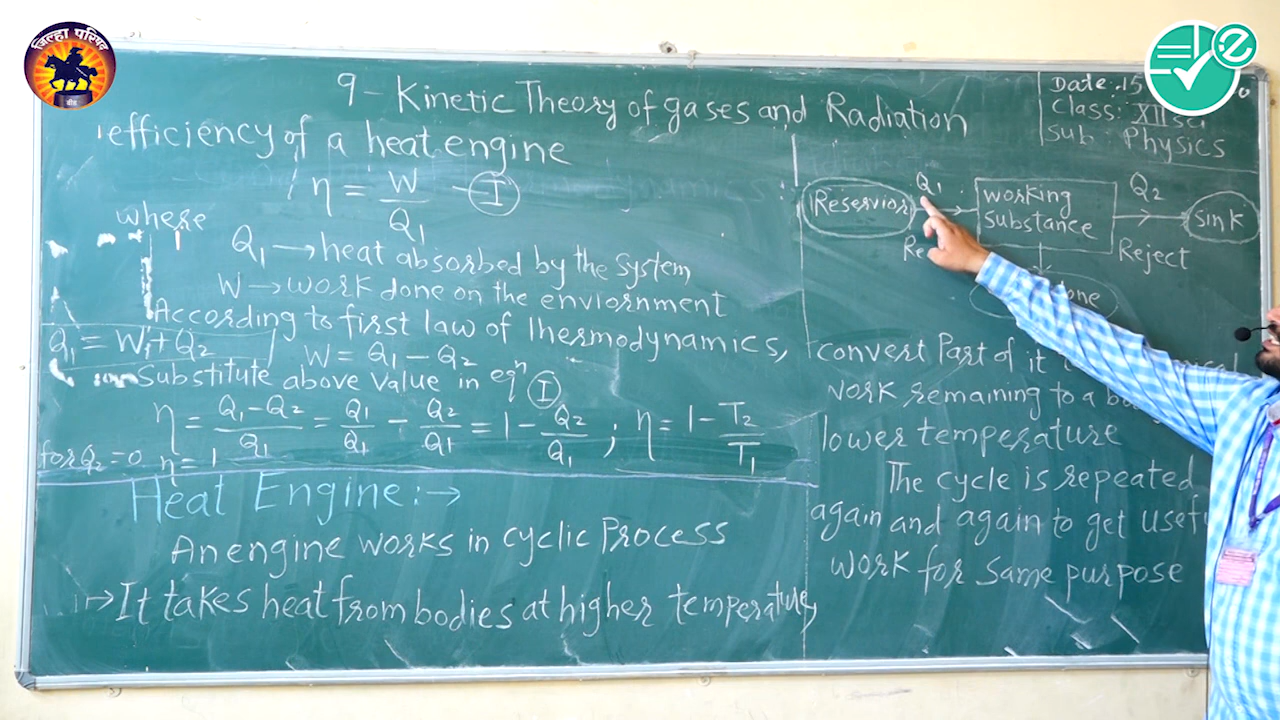 जिल्हा परिषद
बीड
9 - Kinetic Theory of gases and Radiation
Date: 15
Class: XII sci
Sub: Physics
efficiency of a heat engine
η = W / Q1 - I
where
Q1 → heat absorbed by the system,
W → work done on the enviornment
According to first law of Thermodynamics,
Q1 = W + Q2
W = Q1 - Q2
Substitute above value in eqn I
η = Q1-Q2 / Q1 = Q1 / Q1 - Q2 / Q1 = 1 - Q2 / Q1 ; η = 1 - T2 / T1
for Q2 = 0 η = 1
Heat Engine :→
An engine works in cyclic Process
→ It takes heat from bodies at higher temperature,
Reservior
Q1
working
substance
Q2
Sink
Reject
convert Part of it
work remaining to a
lower temperature
The cycle is repeated
again and again to get
work for same purpose
e